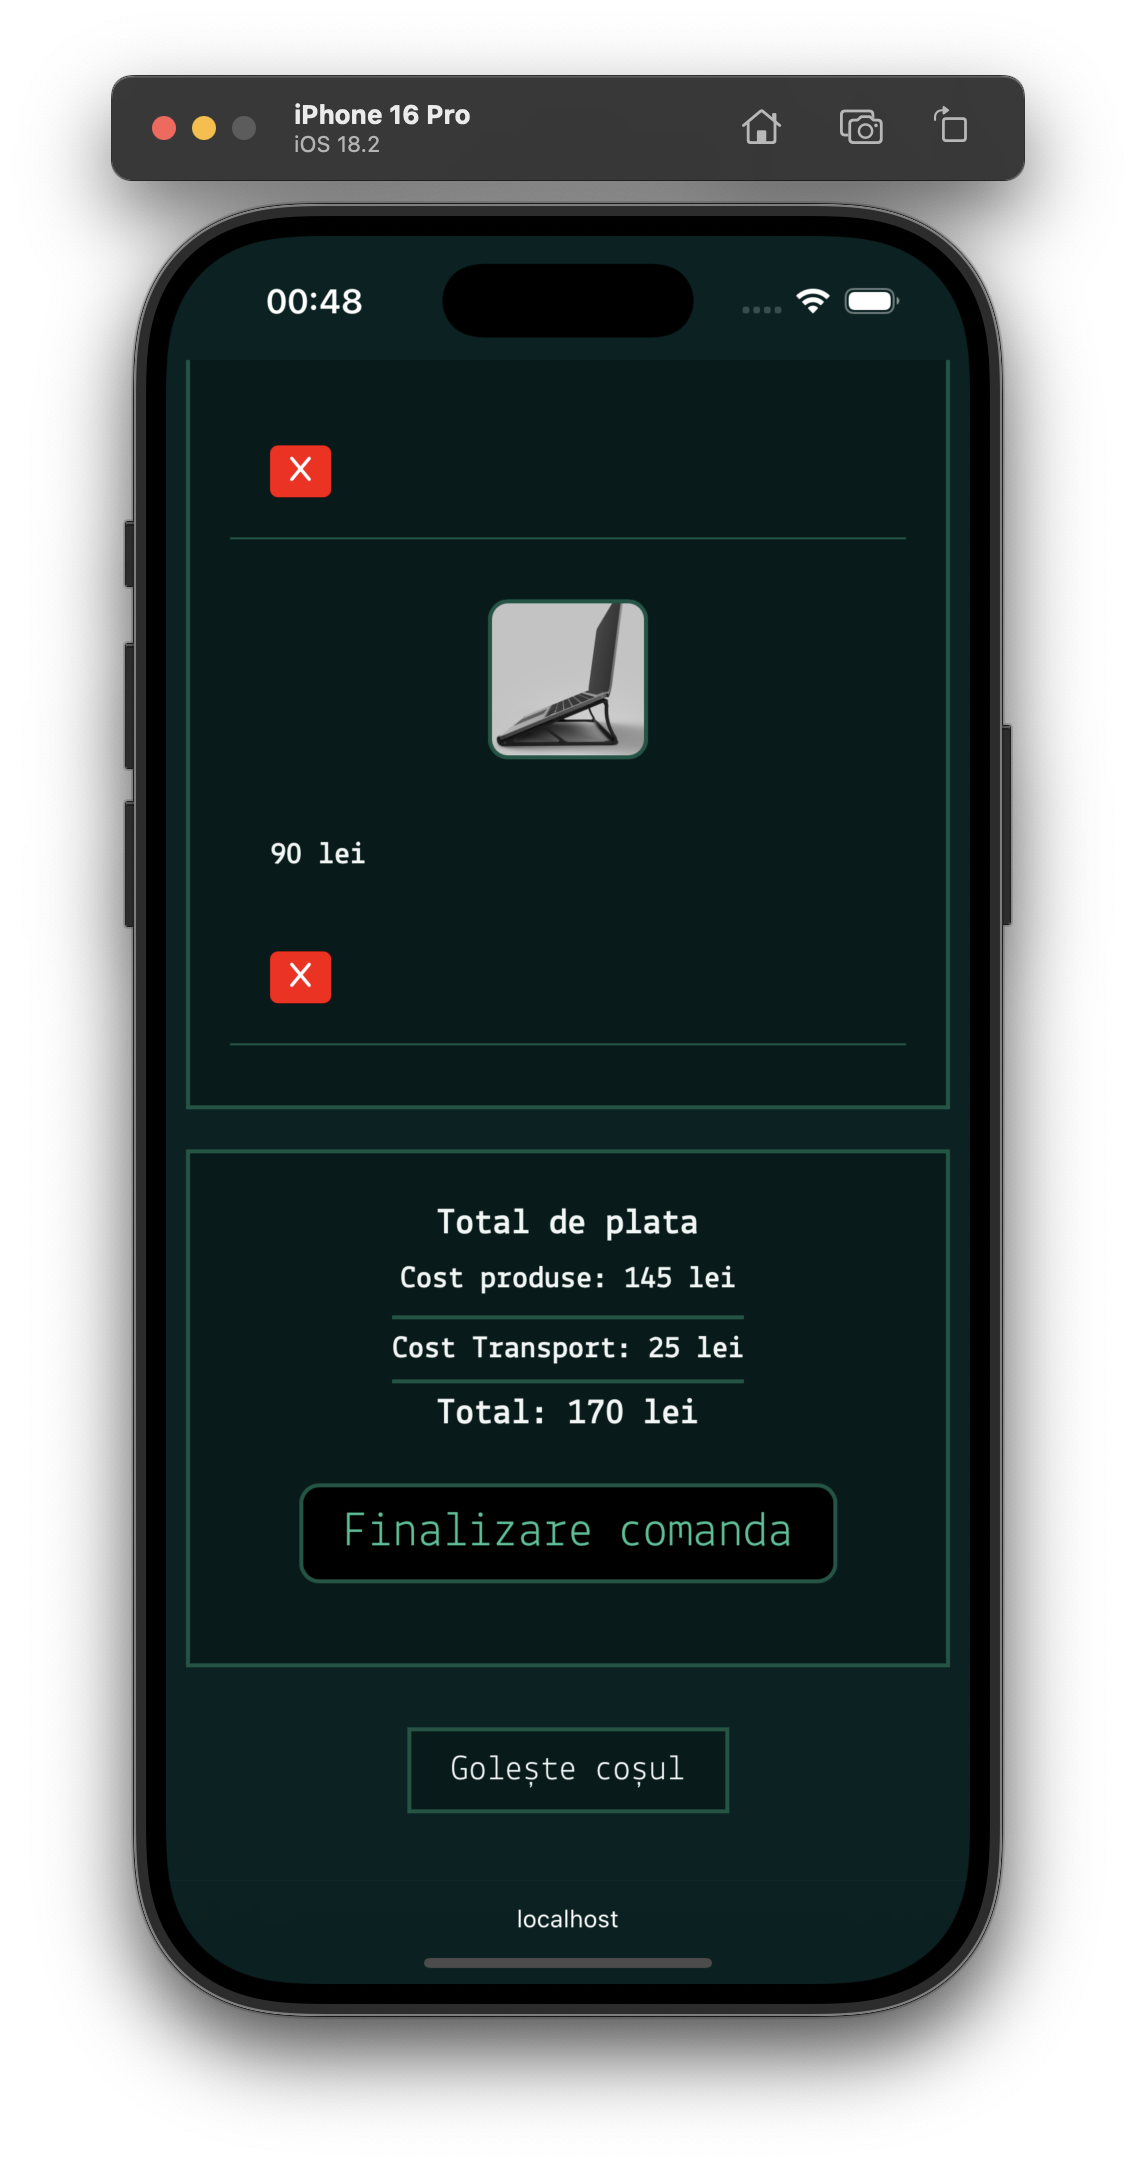 iPhone 16 Pro
iOS 18.2
00:48
X
90 lei
X
Total de plata
Cost produse: 145 lei
Cost Transport: 25 lei
Total: 170 lei
Finalizare comanda
Golește coșul
localhost